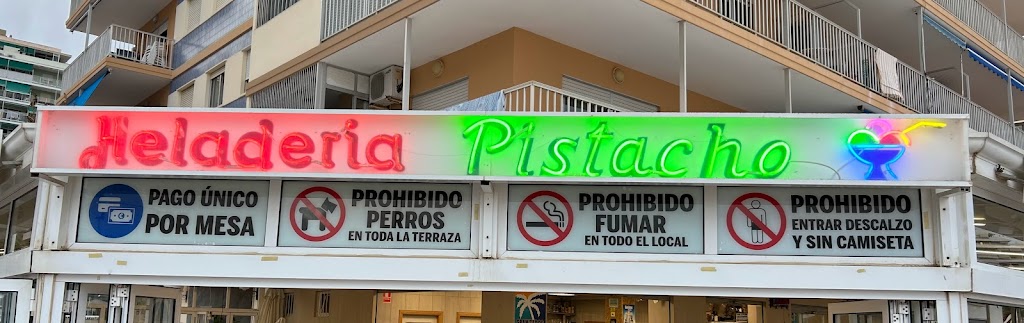 Heladería Pistacho
PAGO ÚNICO
POR MESA
PROHIBIDO
PERROS
EN TODA LA TERRAZA
PROHIBIDO
FUMAR
EN TODO EL LOCAL
PROHIBIDO
ENTRAR DESCALZO
Y SIN CAMISETA